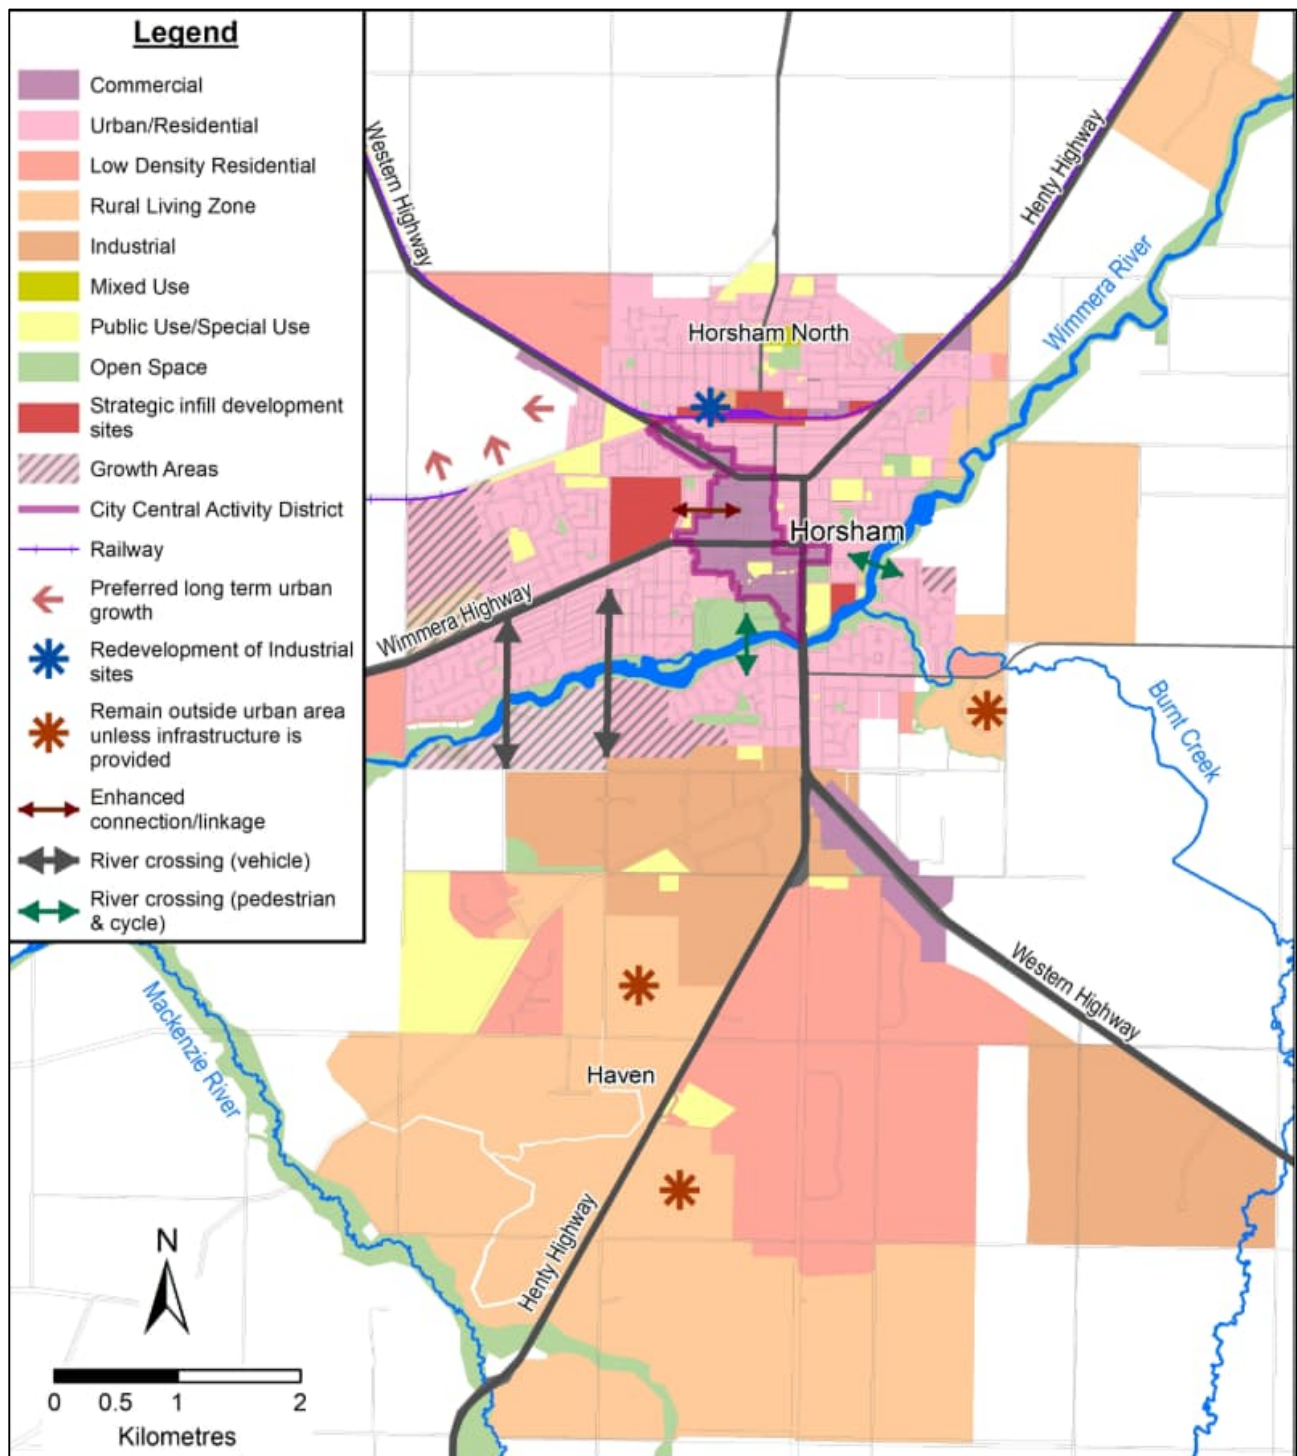 Legend
Commercial
Urban/Residential
Low Density Residential
Rural Living Zone
Industrial
Mixed Use
Public Use/Special Use
Open Space
Strategic infill development
sites
Growth Areas
City Central Activity District
Railway
Preferred long term urban
growth
Redevelopment of Industrial
sites
Remain outside urban area
unless infrastructure is
provided
Enhanced
connection/linkage
River crossing (vehicle)
River crossing (pedestrian
& cycle)
Western Highway
Henty Highway
Wimmera River
Horsham North
Horsham
Wimmera Highway
Burnt Creek
Western Highway
Mackenzie River
Haven
Henty Highway
N
0 0.5 1 2
Kilometres